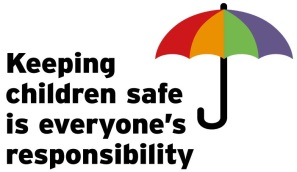 Keeping
children safe
is everyone's
responsibility